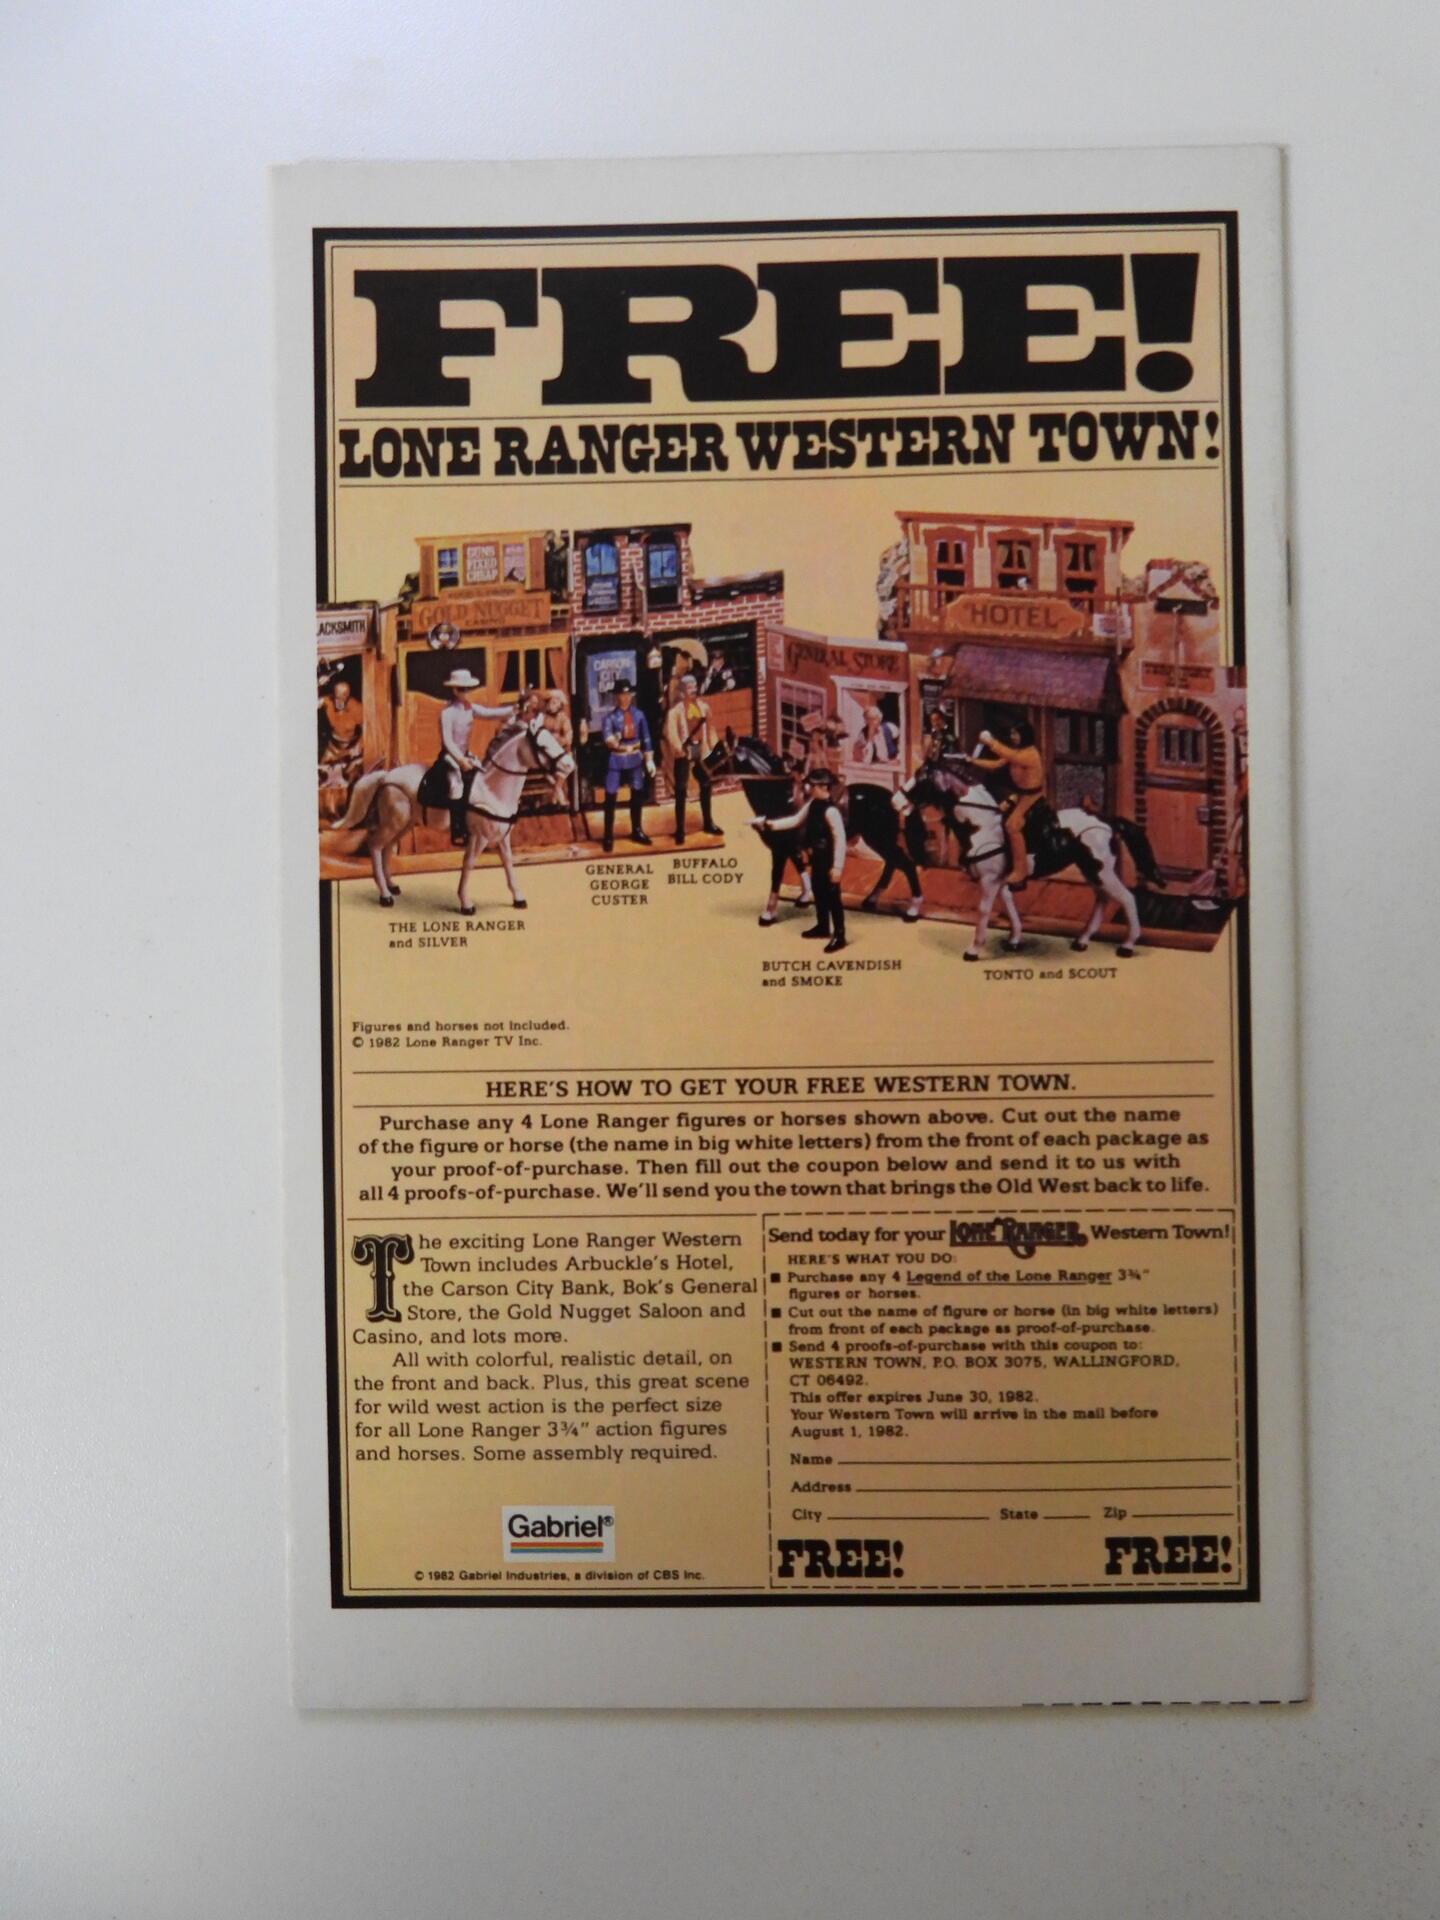 FREE!
LONE RANGER WESTERN TOWN!
GUNS
FIXED
CHEAP
GOLD NUGGET
CASINO
ACKSMITH
CARSON
CITY
GENERAL STORE
HOTEL
GENERAL
GEORGE
CUSTER
BUFFALO
BILL CODY
THE LONE RANGER
and SILVER
BUTCH CAVENDISH
and SMOKE
TONTO and SCOUT
Figures and horses not included.
© 1982 Lone Ranger TV Inc.
HERE'S HOW TO GET YOUR FREE WESTERN TOWN.
Purchase any 4 Lone Ranger figures or horses shown above. Cut out the name
of the figure or horse (the name in big white letters) from the front of each package as
your proof-of-purchase. Then fill out the coupon below and send it to us with
all 4 proofs-of-purchase. We'll send you the town that brings the Old West back to life.
The exciting Lone Ranger Western
Town includes Arbuckle's Hotel,
the Carson City Bank, Bok's General
Store, the Gold Nugget Saloon and
Casino, and lots more.
All with colorful, realistic detail, on
the front and back. Plus, this great scene
for wild west action is the perfect size
for all Lone Ranger 3¾" action figures
and horses. Some assembly required.
Gabriel®
© 1982 Gabriel Industries, a division of CBS Inc.
Send today for your LONE RANGER Western Town!
HERE'S WHAT YOU DO:
■ Purchase any 4 Legend of the Lone Ranger 3¾"
figures or horses.
■ Cut out the name of figure or horse (in big white letters)
from front of each package as proof-of-purchase.
■ Send 4 proofs-of-purchase with this coupon to:
WESTERN TOWN, P.O. BOX 3075, WALLINGFORD,
CT 06492.
This offer expires June 30, 1982.
Your Western Town will arrive in the mail before
August 1, 1982.
Name
Address
City State Zip
FREE! FREE!